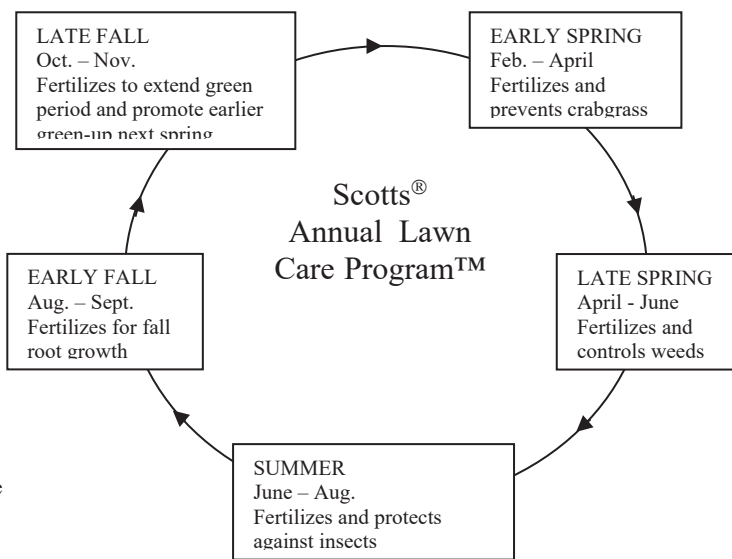 LATE FALL
Oct. – Nov.
Fertilizes to extend green
period and promote earlier
green-up next spring
EARLY SPRING
Feb. – April
Fertilizes and
prevents crabgrass
Scotts®
Annual Lawn
Care Program™
EARLY FALL
Aug. – Sept.
Fertilizes for fall
root growth
LATE SPRING
April - June
Fertilizes and
controls weeds
SUMMER
June – Aug.
Fertilizes and protects
against insects
e